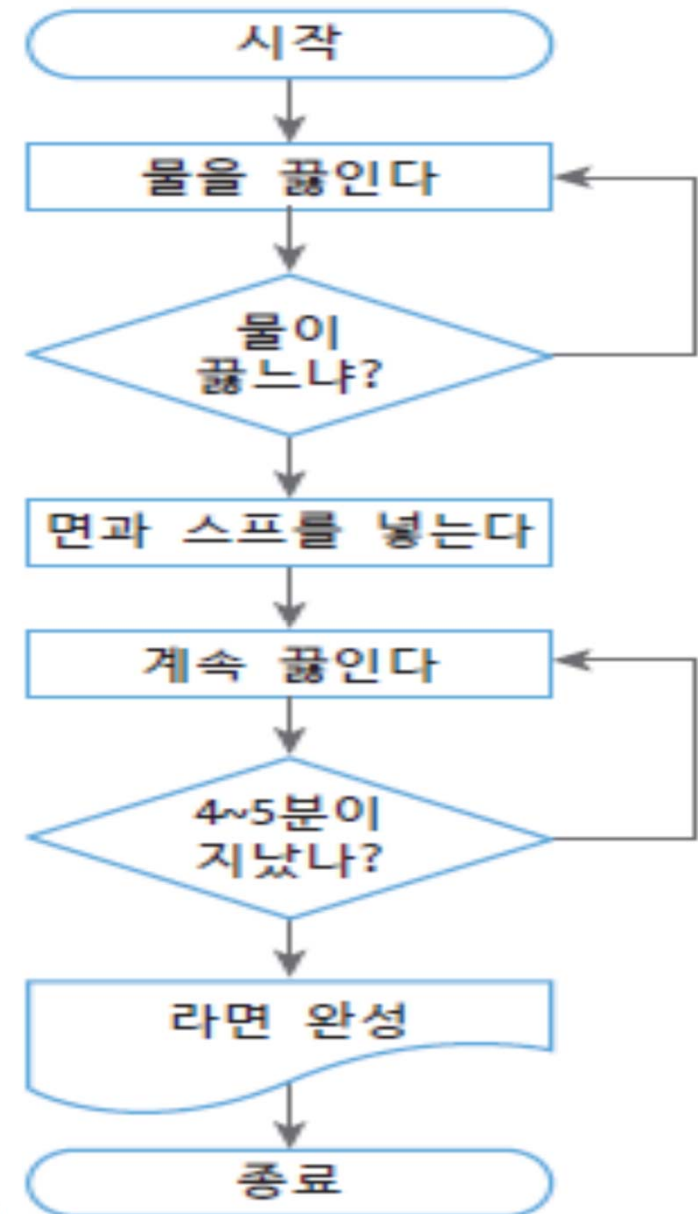 시작
물을 끓인다
물이
끓느냐?
면과 스프를 넣는다
계속 끓인다
4~5분이
지났나?
라면 완성
종료